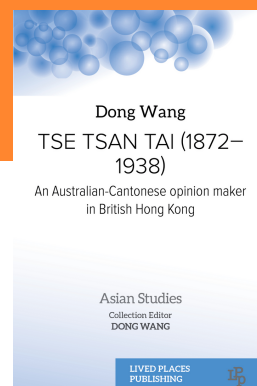 Dong Wang
TSE TSAN TAI (1872–
1938)
An Australian-Cantonese opinion maker
in British Hong Kong
Asian Studies
Collection Editor
DONG WANG
LIVED PLACES
PUBLISHING